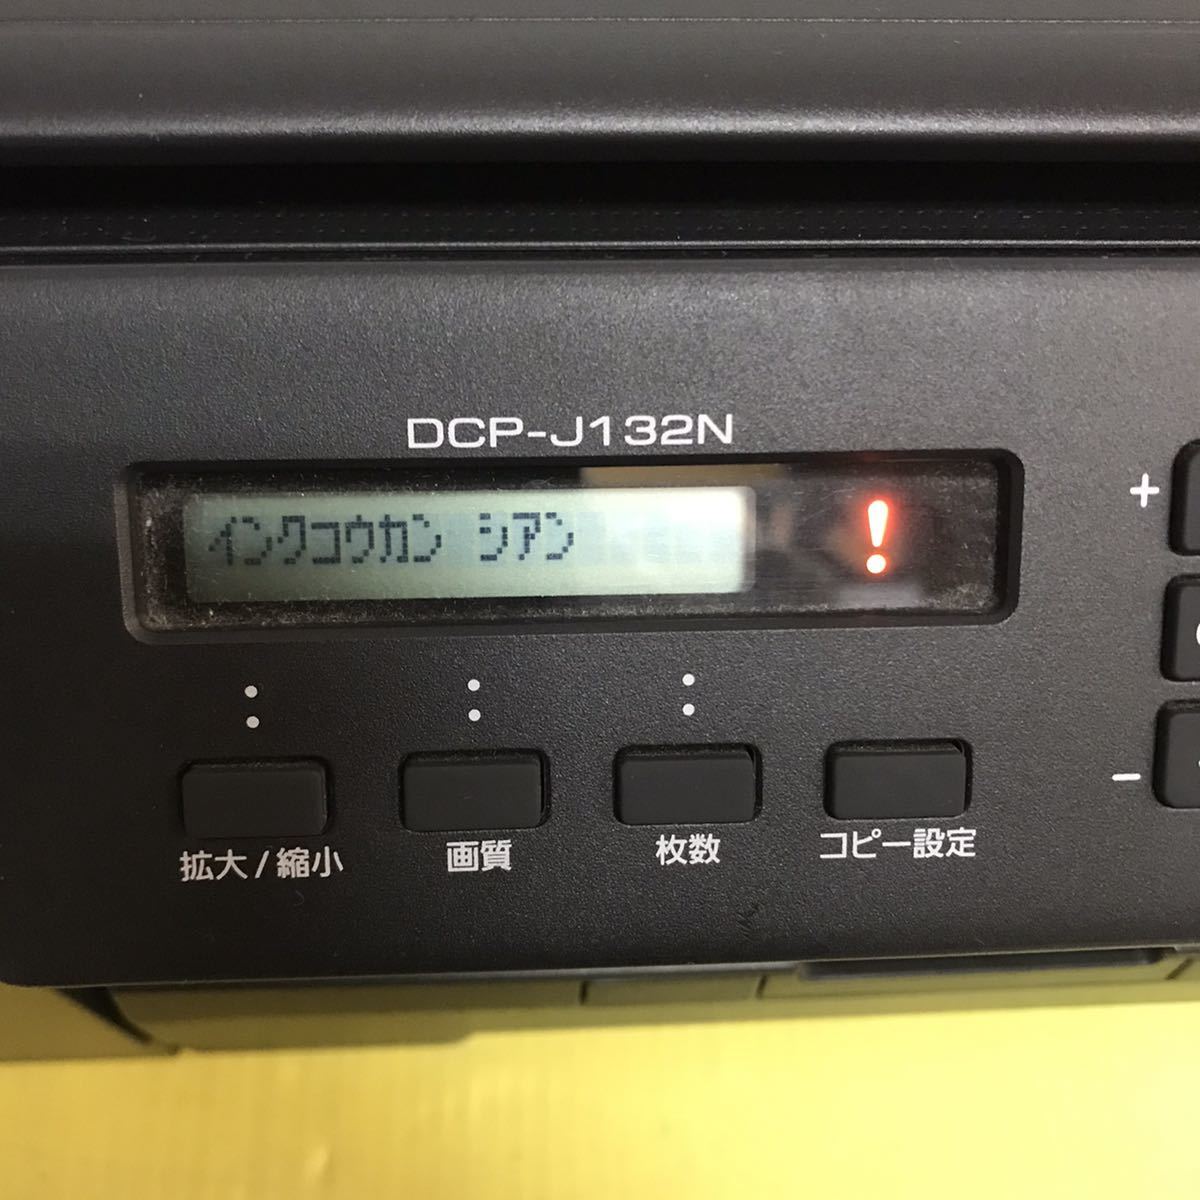 DCP-J132N
インクコウカン シアン
!
+
拡大/縮小
画質
枚数
コピー設定
−